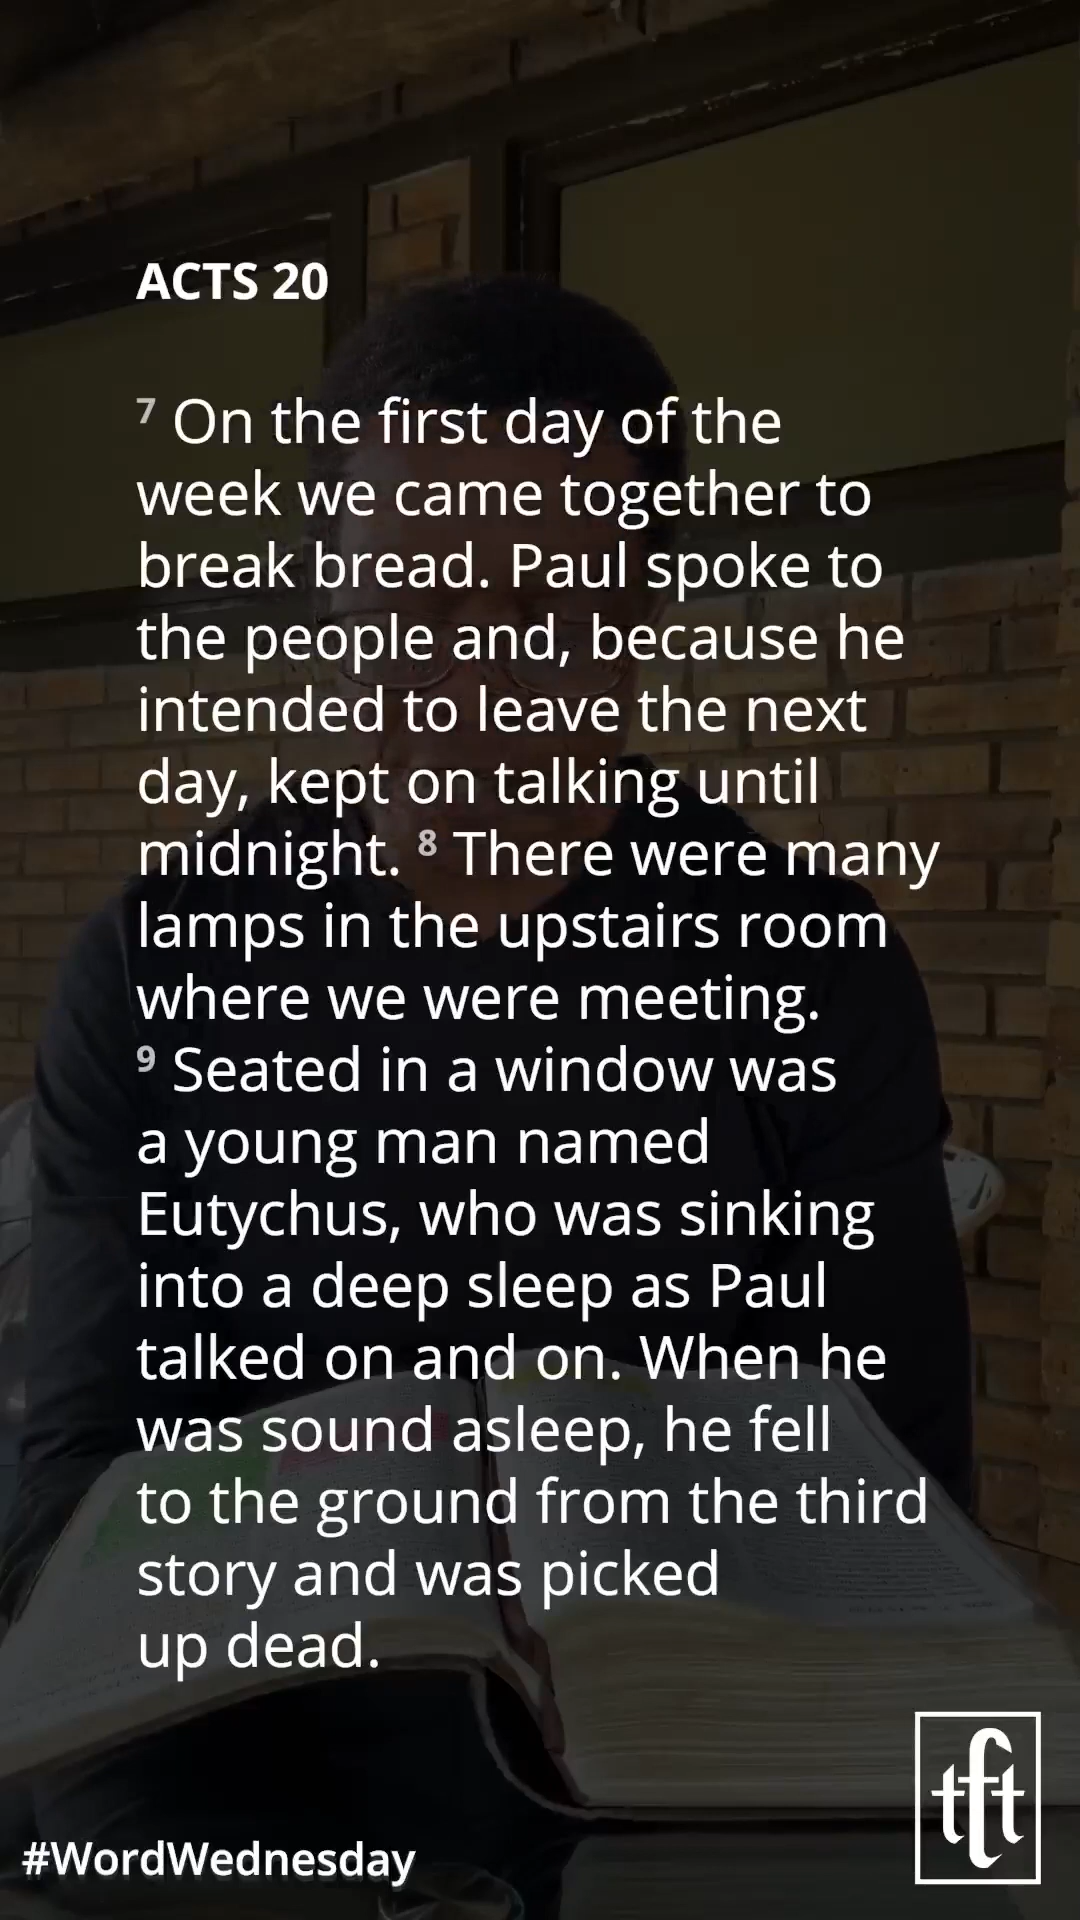 ACTS 20
7 On the first day of the
week we came together to
break bread. Paul spoke to
the people and, because he
intended to leave the next
day, kept on talking until
midnight. 8 There were many
lamps in the upstairs room
where we were meeting.
9 Seated in a window was
a young man named
Eutychus, who was sinking
into a deep sleep as Paul
talked on and on. When he
was sound asleep, he fell
to the ground from the third
story and was picked
up dead.
tft
#WordWednesday